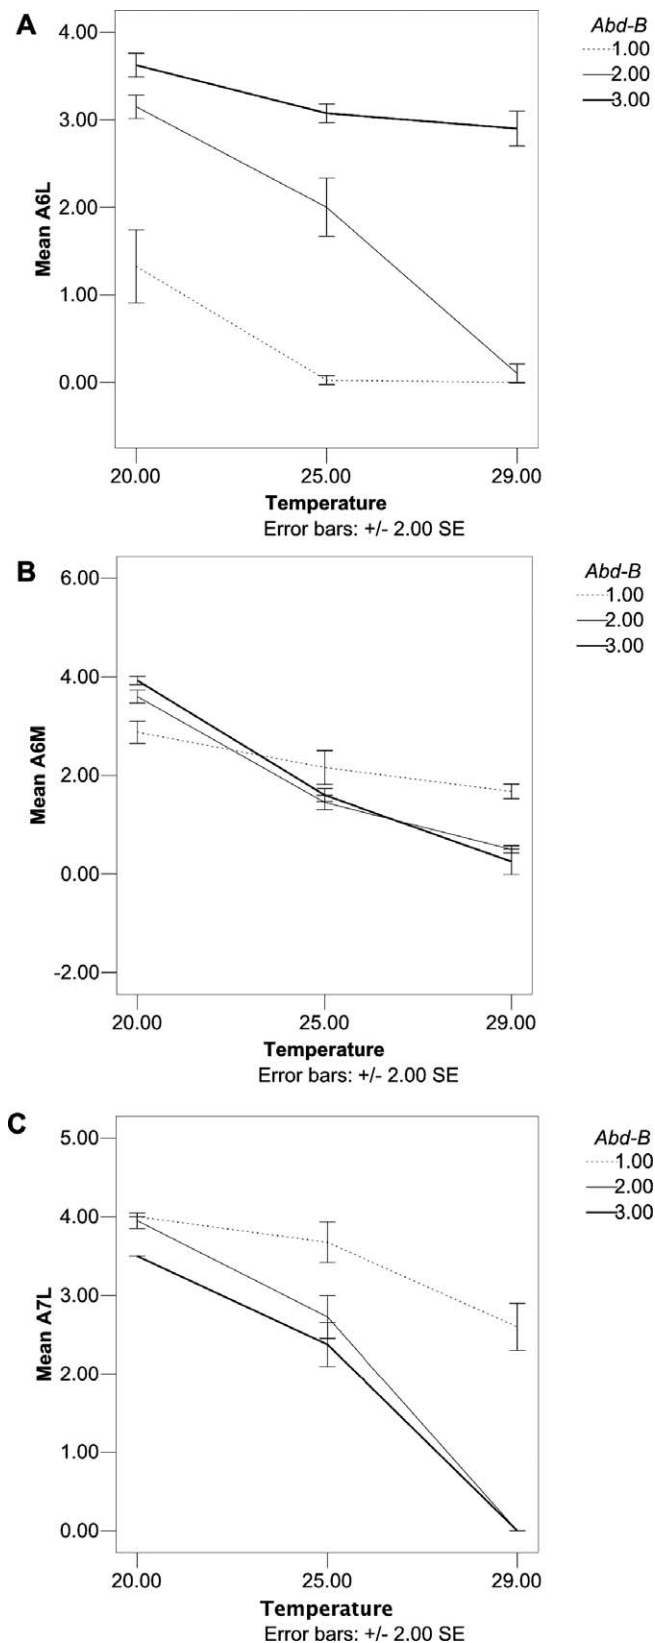 A
Abd-B
1.00
2.00
3.00
4.00
3.00
2.00
1.00
0.00
Mean A6L
20.00 25.00 29.00
Temperature
Error bars: +/- 2.00 SE
B
Abd-B
1.00
2.00
3.00
6.00
4.00
2.00
0.00
-2.00
Mean A6M
20.00 25.00 29.00
Temperature
Error bars: +/- 2.00 SE
C
Abd-B
1.00
2.00
3.00
5.00
4.00
3.00
2.00
1.00
0.00
Mean A7L
20.00 25.00 29.00
Temperature
Error bars: +/- 2.00 SE